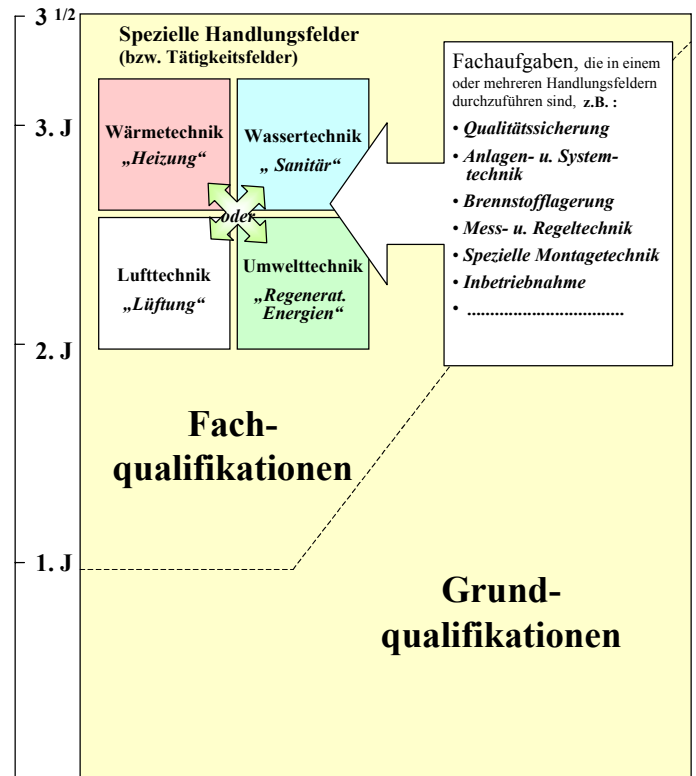 3 1/2
Spezielle Handlungsfelder
(bzw. Tätigkeitsfelder)
3. J
Wärmetechnik
„Heizung“
Wassertechnik
„ Sanitär“
oder
Lufttechnik
„Lüftung“
Umwelttechnik
„Regenerat.
Energien“
Fachaufgaben, die in einem
oder mehreren Handlungsfeldern
durchzuführen sind, z.B. :
• Qualitätssicherung
• Anlagen- u. System-
technik
• Brennstofflagerung
• Mess- u. Regeltechnik
• Spezielle Montagetechnik
• Inbetriebnahme
• ....................................
2. J
Fach-
qualifikationen
1. J
Grund-
qualifikationen